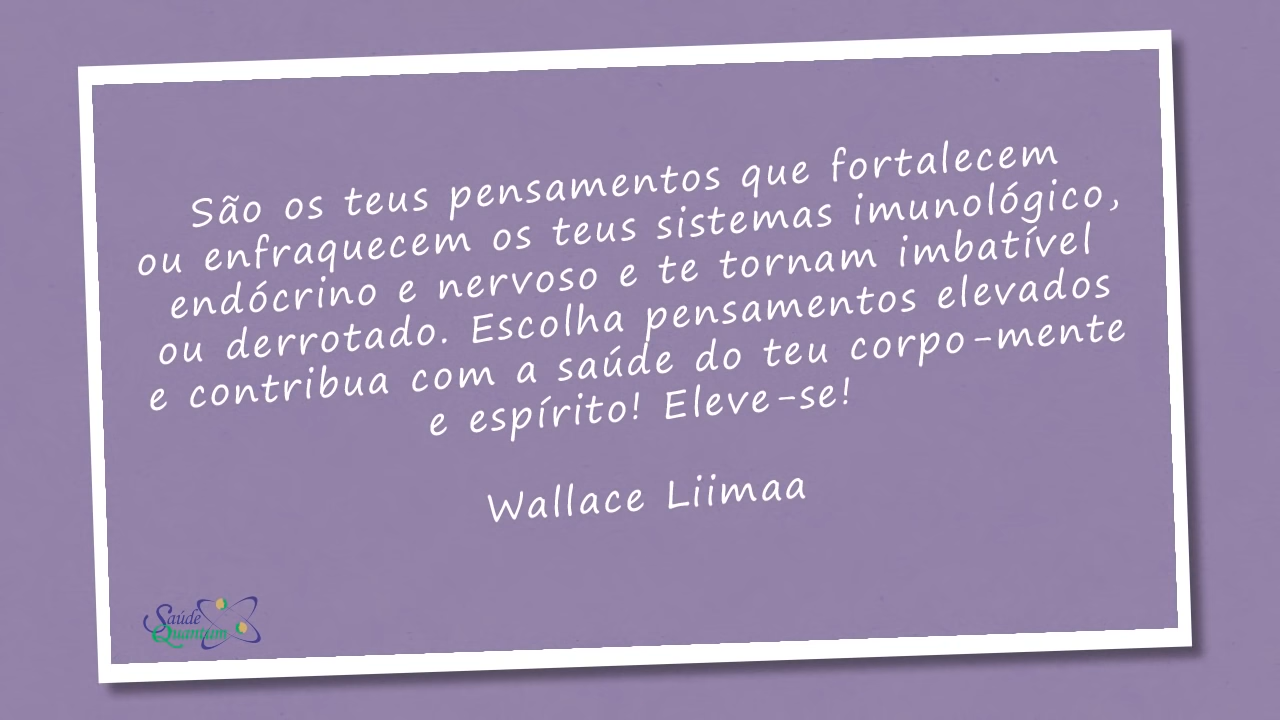 São os teus pensamentos que fortalecem
ou enfraquecem os teus sistemas imunológico,
endócrino e nervoso e te tornam imbatível
ou derrotado. Escolha pensamentos elevados
e contribua com a saúde do teu corpo-mente
e espírito! Eleve-se!
Wallace Liimaa
Saúde
Quantum